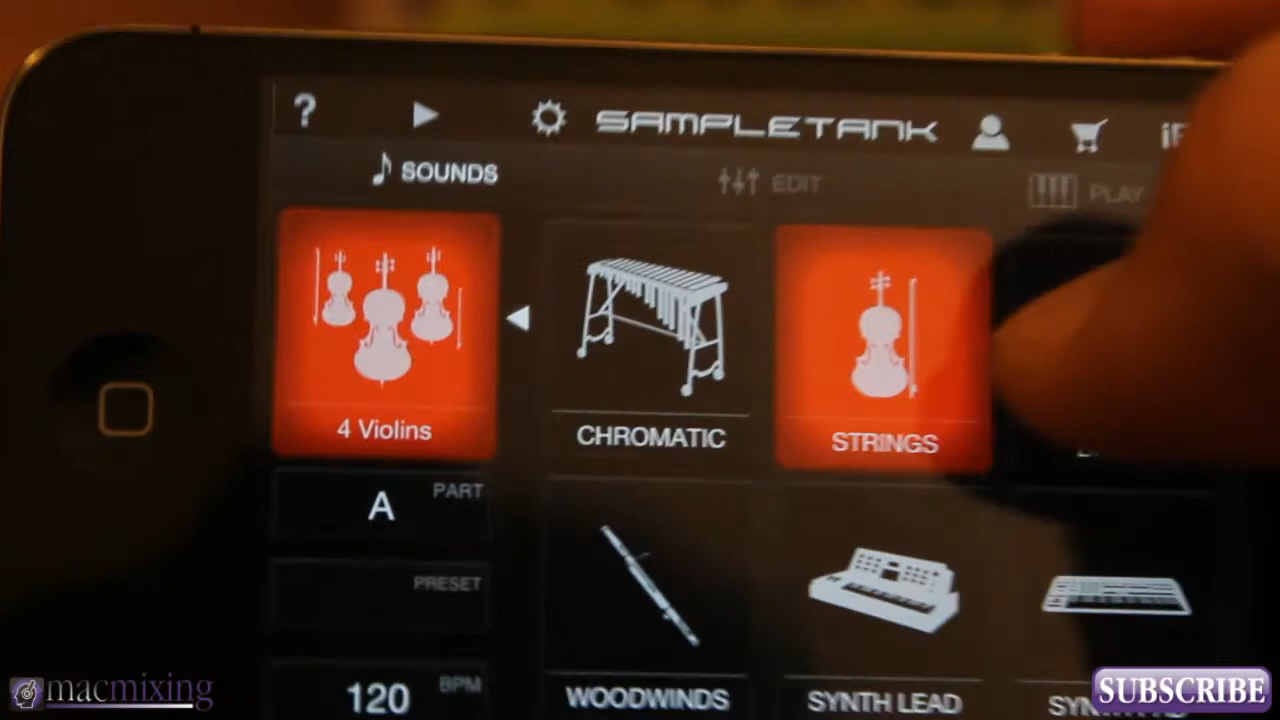 ?
SAMPLETANK
SOUNDS
EDIT
PLAY
4 Violins
CHROMATIC
STRINGS
A
PART
PRESET
120
BPM
WOODWINDS
SYNTH LEAD
macmixing
SUBSCRIBE